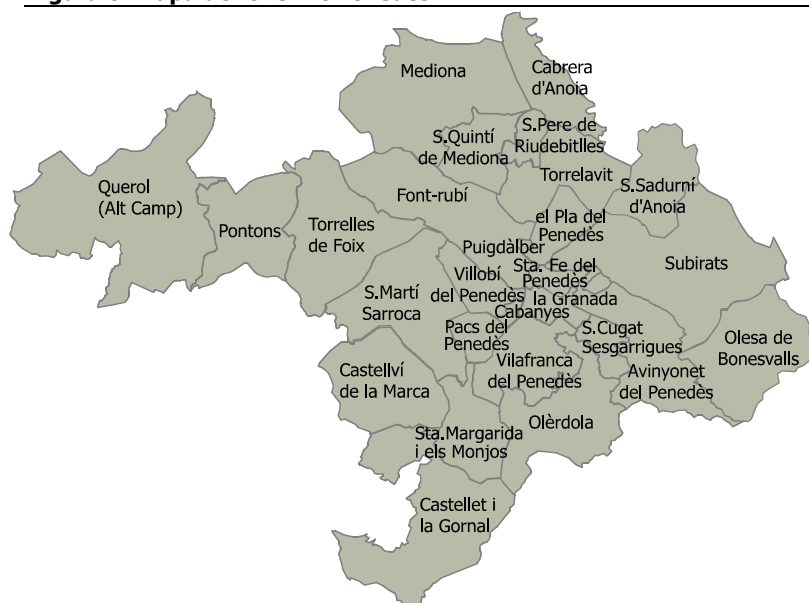 Mediona
Cabrera
d'Anoia
S.Quintí
de Mediona
S.Pere de
Riudebitlles
Torrelavit
S.Sadurní
d'Anoia
Querol
(Alt Camp)
Pontons
Torrelles
de Foix
Font-rubí
el Pla del
Penedès
Puigdàlber
Subirats
Sta. Fe del
Penedès
Villobí
del Penedès
la Granada
Cabanyes
S.Martí
Sarroca
Pacs del
Penedès
S.Cugat
Sesgarrigues
Olesa de
Bonesvalls
Vilafranca
del Penedès
Avinyonet
del Penedès
Castellví
de la Marca
Olèrdola
Sta.Margarida
i els Monjos
Castellet i
la Gornal